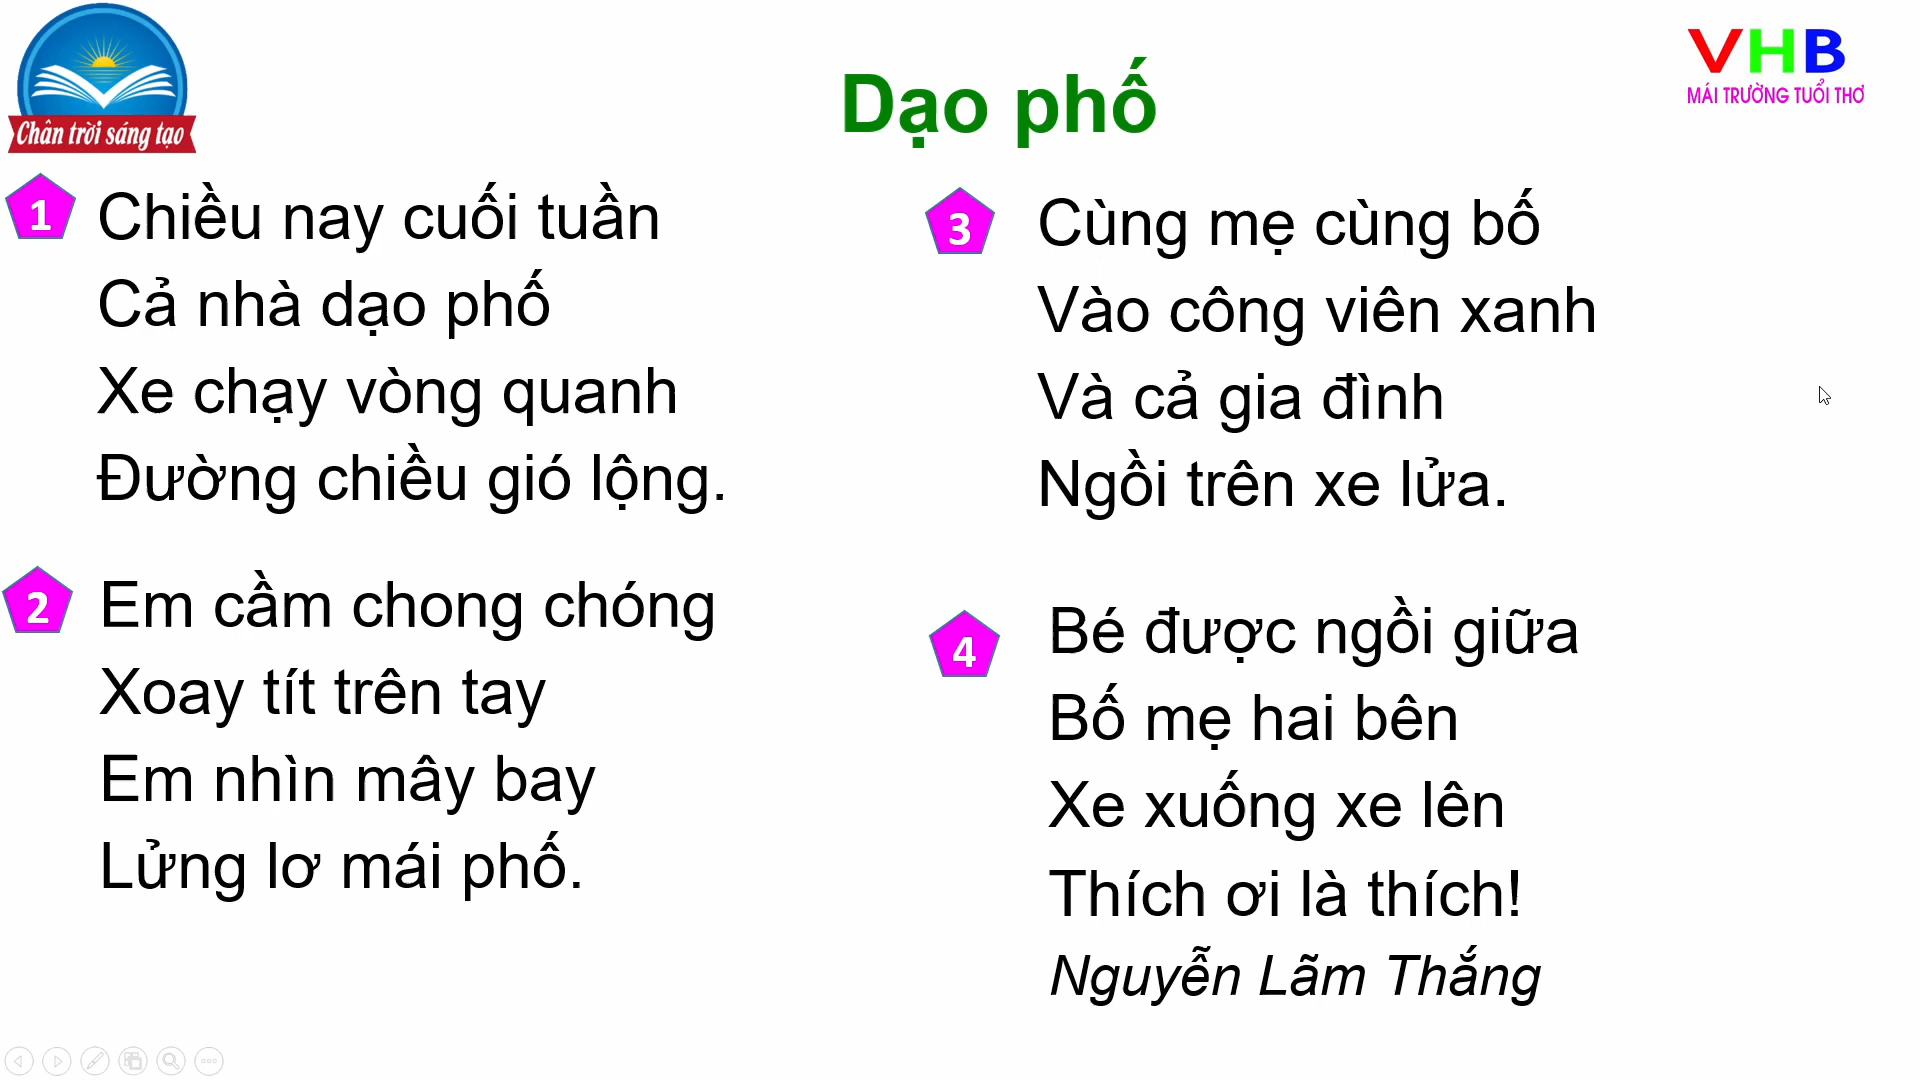 Chân trời sáng tạo
VHB
MÁI TRƯỜNG TUỔI THƠ
Dạo phố
1
Chiều nay cuối tuần
Cả nhà dạo phố
Xe chạy vòng quanh
Đường chiều gió lộng.
2
Em cầm chong chóng
Xoay tít trên tay
Em nhìn mây bay
Lửng lơ mái phố.
3
Cùng mẹ cùng bố
Vào công viên xanh
Và cả gia đình
Ngồi trên xe lửa.
4
Bé được ngồi giữa
Bố mẹ hai bên
Xe xuống xe lên
Thích ơi là thích!
Nguyễn Lãm Thắng